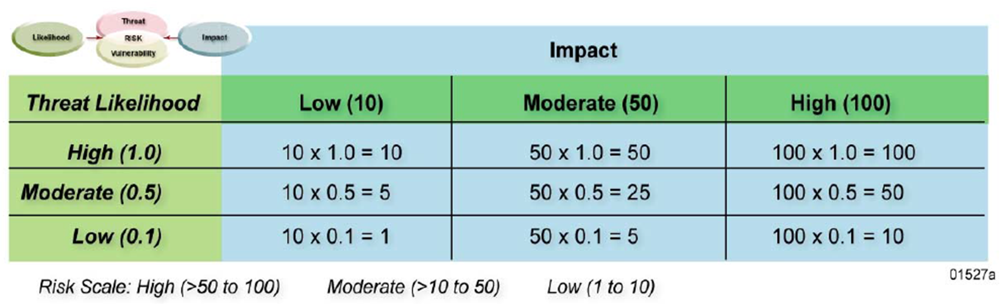 Threat
Likelihood RISK Impact
Vulnerability
Impact
Threat Likelihood Low (10) Moderate (50) High (100)
High (1.0) 10 x 1.0 = 10 50 x 1.0 = 50 100 x 1.0 = 100
Moderate (0.5) 10 x 0.5 = 5 50 x 0.5 = 25 100 x 0.5 = 50
Low (0.1) 10 x 0.1 = 1 50 x 0.1 = 5 100 x 0.1 = 10
01527a
Risk Scale: High (>50 to 100) Moderate (>10 to 50) Low (1 to 10)